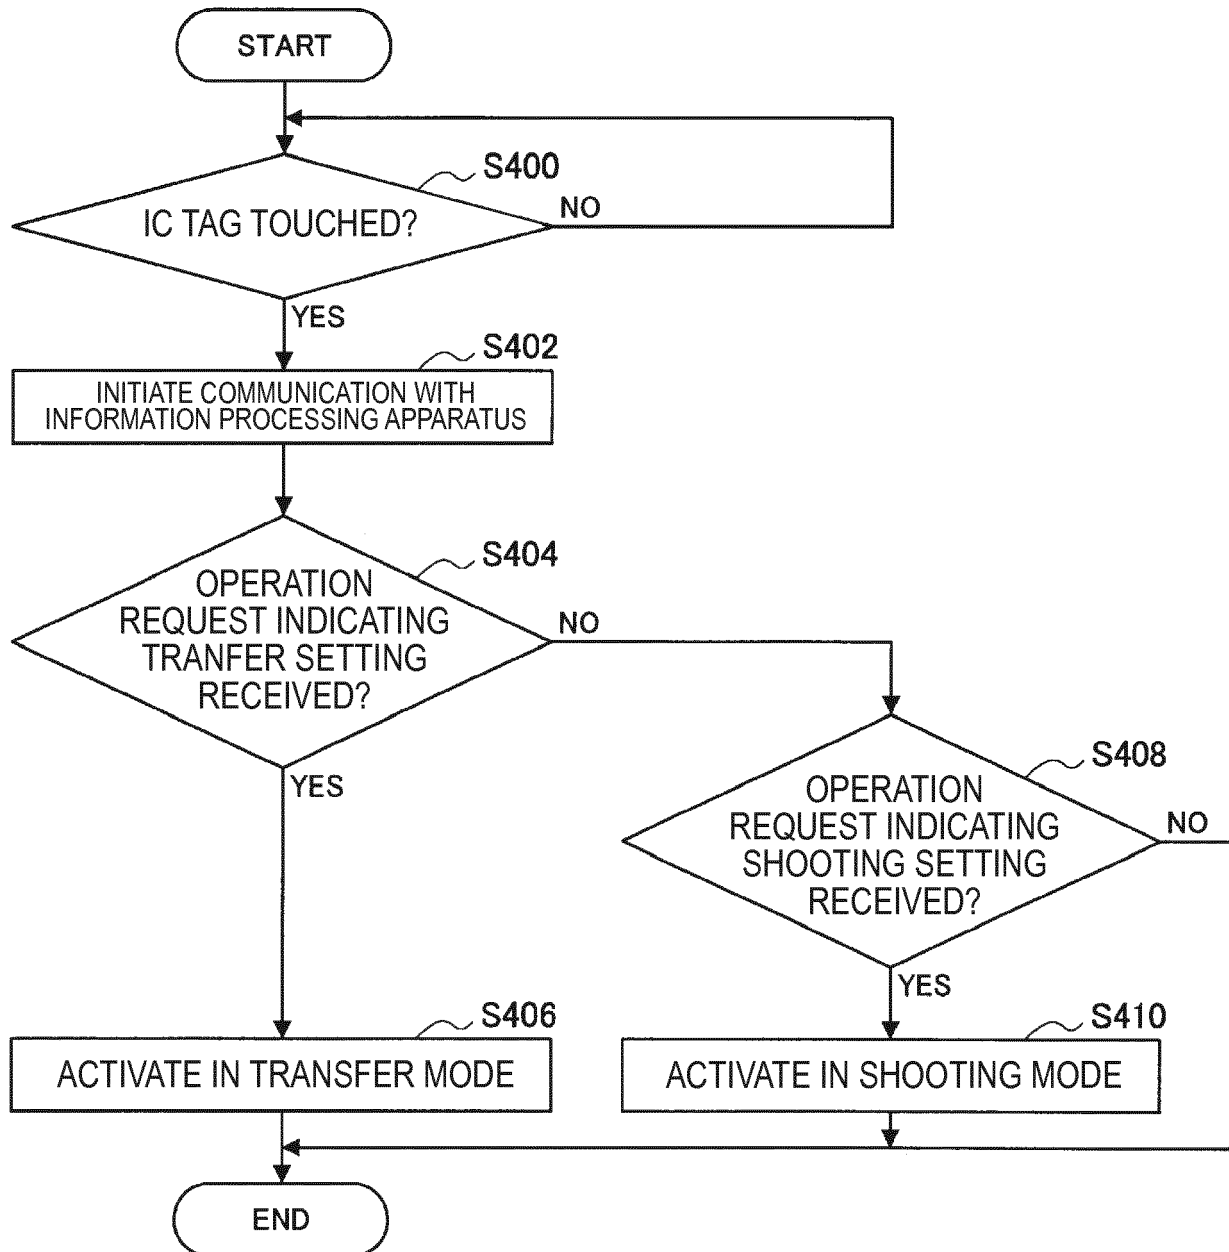 START
S400
IC TAG TOUCHED?
NO
YES
S402
INITIATE COMMUNICATION WITH
INFORMATION PROCESSING APPARATUS
S404
OPERATION
REQUEST INDICATING
TRANFER SETTING
RECEIVED?
NO
YES
S408
OPERATION
REQUEST INDICATING
SHOOTING SETTING
RECEIVED?
NO
YES
S406
ACTIVATE IN TRANSFER MODE
S410
ACTIVATE IN SHOOTING MODE
END